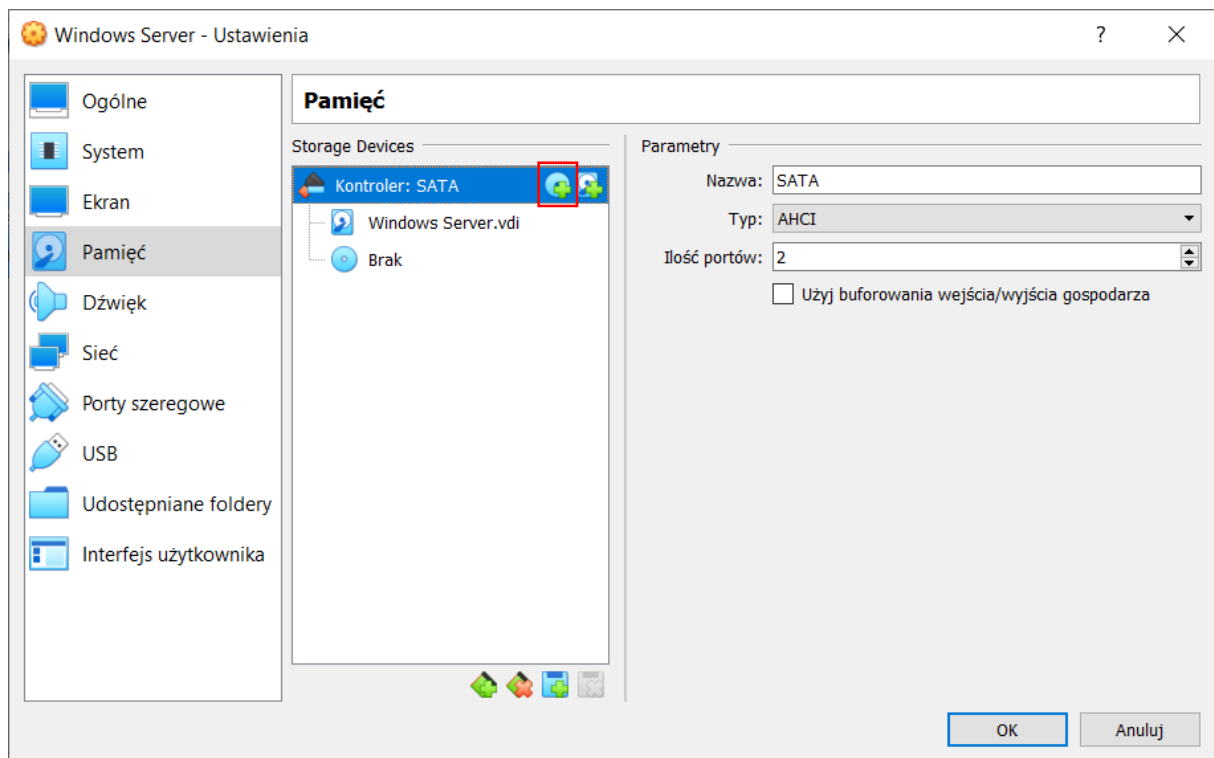 Windows Server - Ustawienia
?
Ogólne
System
Ekran
Pamięć
Dźwięk
Sieć
Porty szeregowe
USB
Udostępniane foldery
Interfejs użytkownika
Pamięć
Storage Devices
Kontroler: SATA
Windows Server.vdi
Brak
Parametry
Nazwa: SATA
Typ: AHCI
Ilość portów: 2
Użyj buforowania wejścia/wyjścia gospodarza
OK
Anuluj